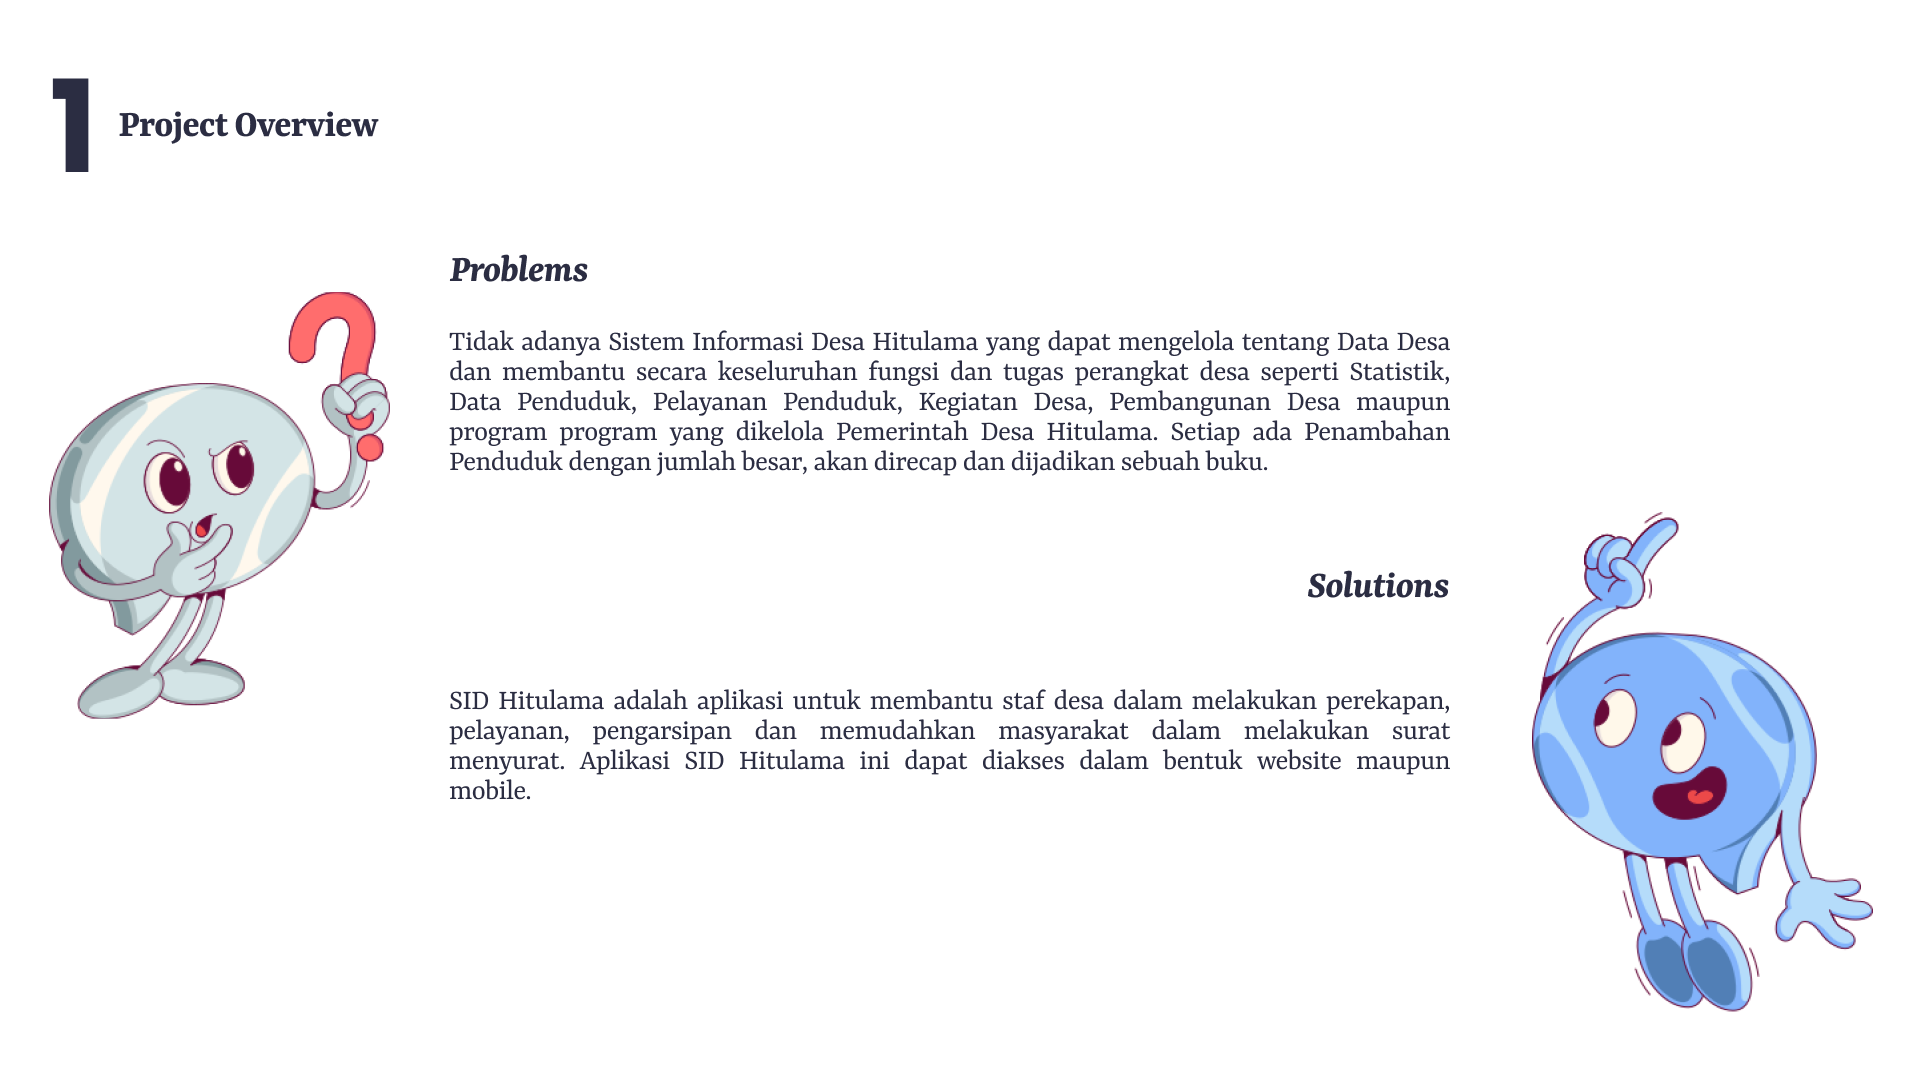 1
Project Overview
Problems
Tidak adanya Sistem Informasi Desa Hitulama yang dapat mengelola tentang Data Desa
dan membantu secara keseluruhan fungsi dan tugas perangkat desa seperti Statistik,
Data Penduduk, Pelayanan Penduduk, Kegiatan Desa, Pembangunan Desa maupun
program program yang dikelola Pemerintah Desa Hitulama. Setiap ada Penambahan
Penduduk dengan jumlah besar, akan direcap dan dijadikan sebuah buku.
Solutions
SID Hitulama adalah aplikasi untuk membantu staf desa dalam melakukan perekapan,
pelayanan, pengarsipan dan memudahkan masyarakat dalam melakukan surat
menyurat. Aplikasi SID Hitulama ini dapat diakses dalam bentuk website maupun
mobile.